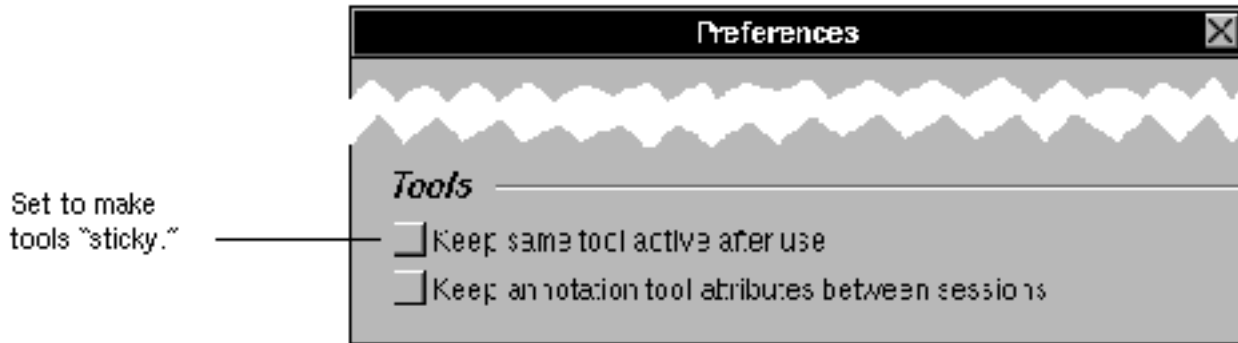 Preferences
Tools
Set to make
tools "sticky."
Keep same tool active after use
Keep annotation tool attributes between sessions